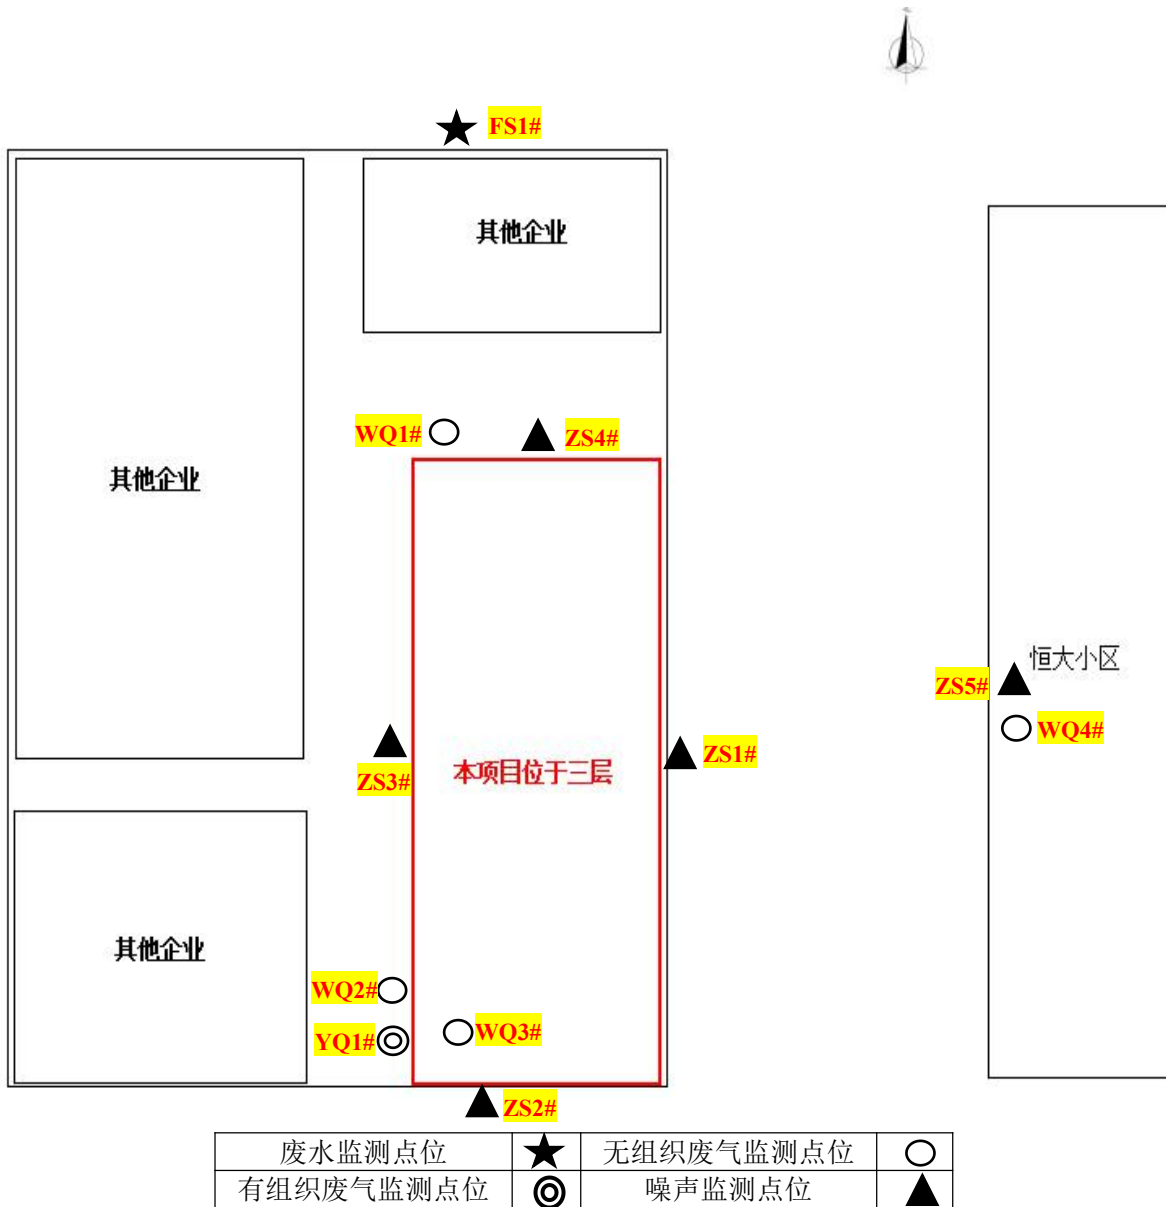 FS1#
其他企业
WQ1#
ZS4#
其他企业
恒大小区
ZS5#
WQ4#
ZS1#
ZS3#
本项目位于三层
其他企业
WQ2#
WQ3#
YQ1#
ZS2#
废水监测点位 ★ 无组织废气监测点位 ○
有组织废气监测点位 ◎ 噪声监测点位 ▲